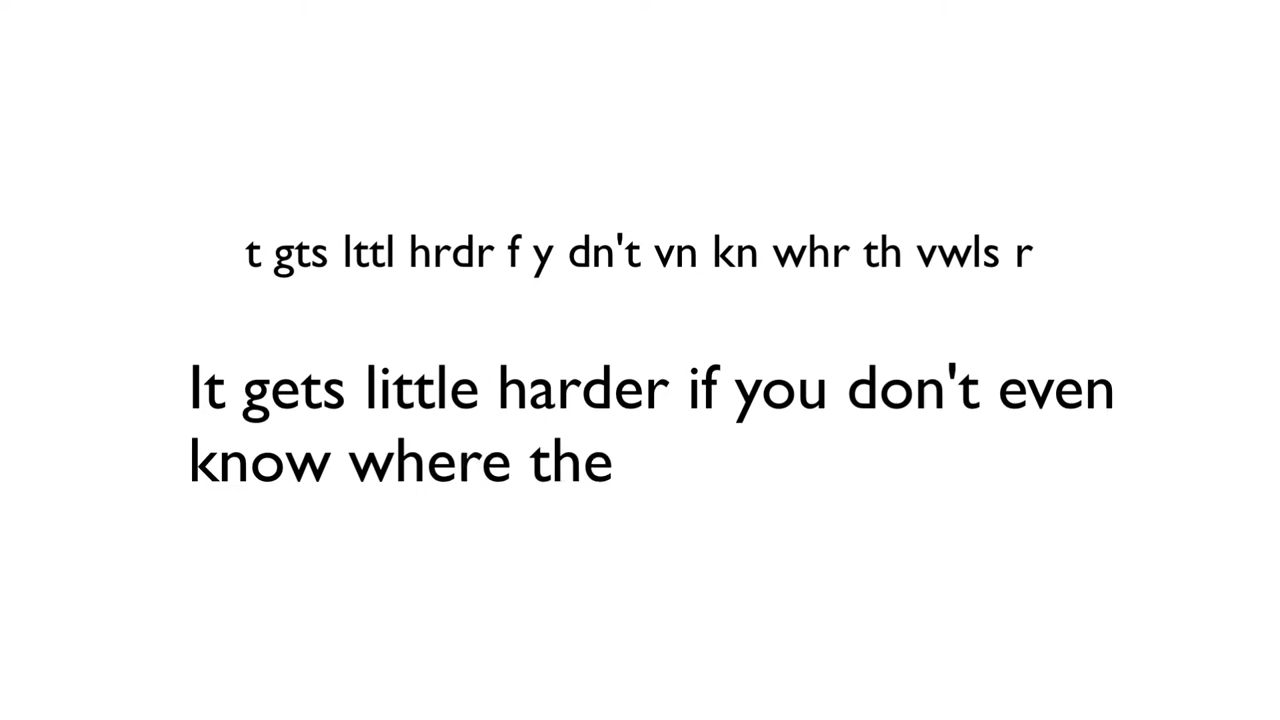 t gts lttl hrdr f y dn't vn kn whr th vwls r
It gets little harder if you don't even
know where the